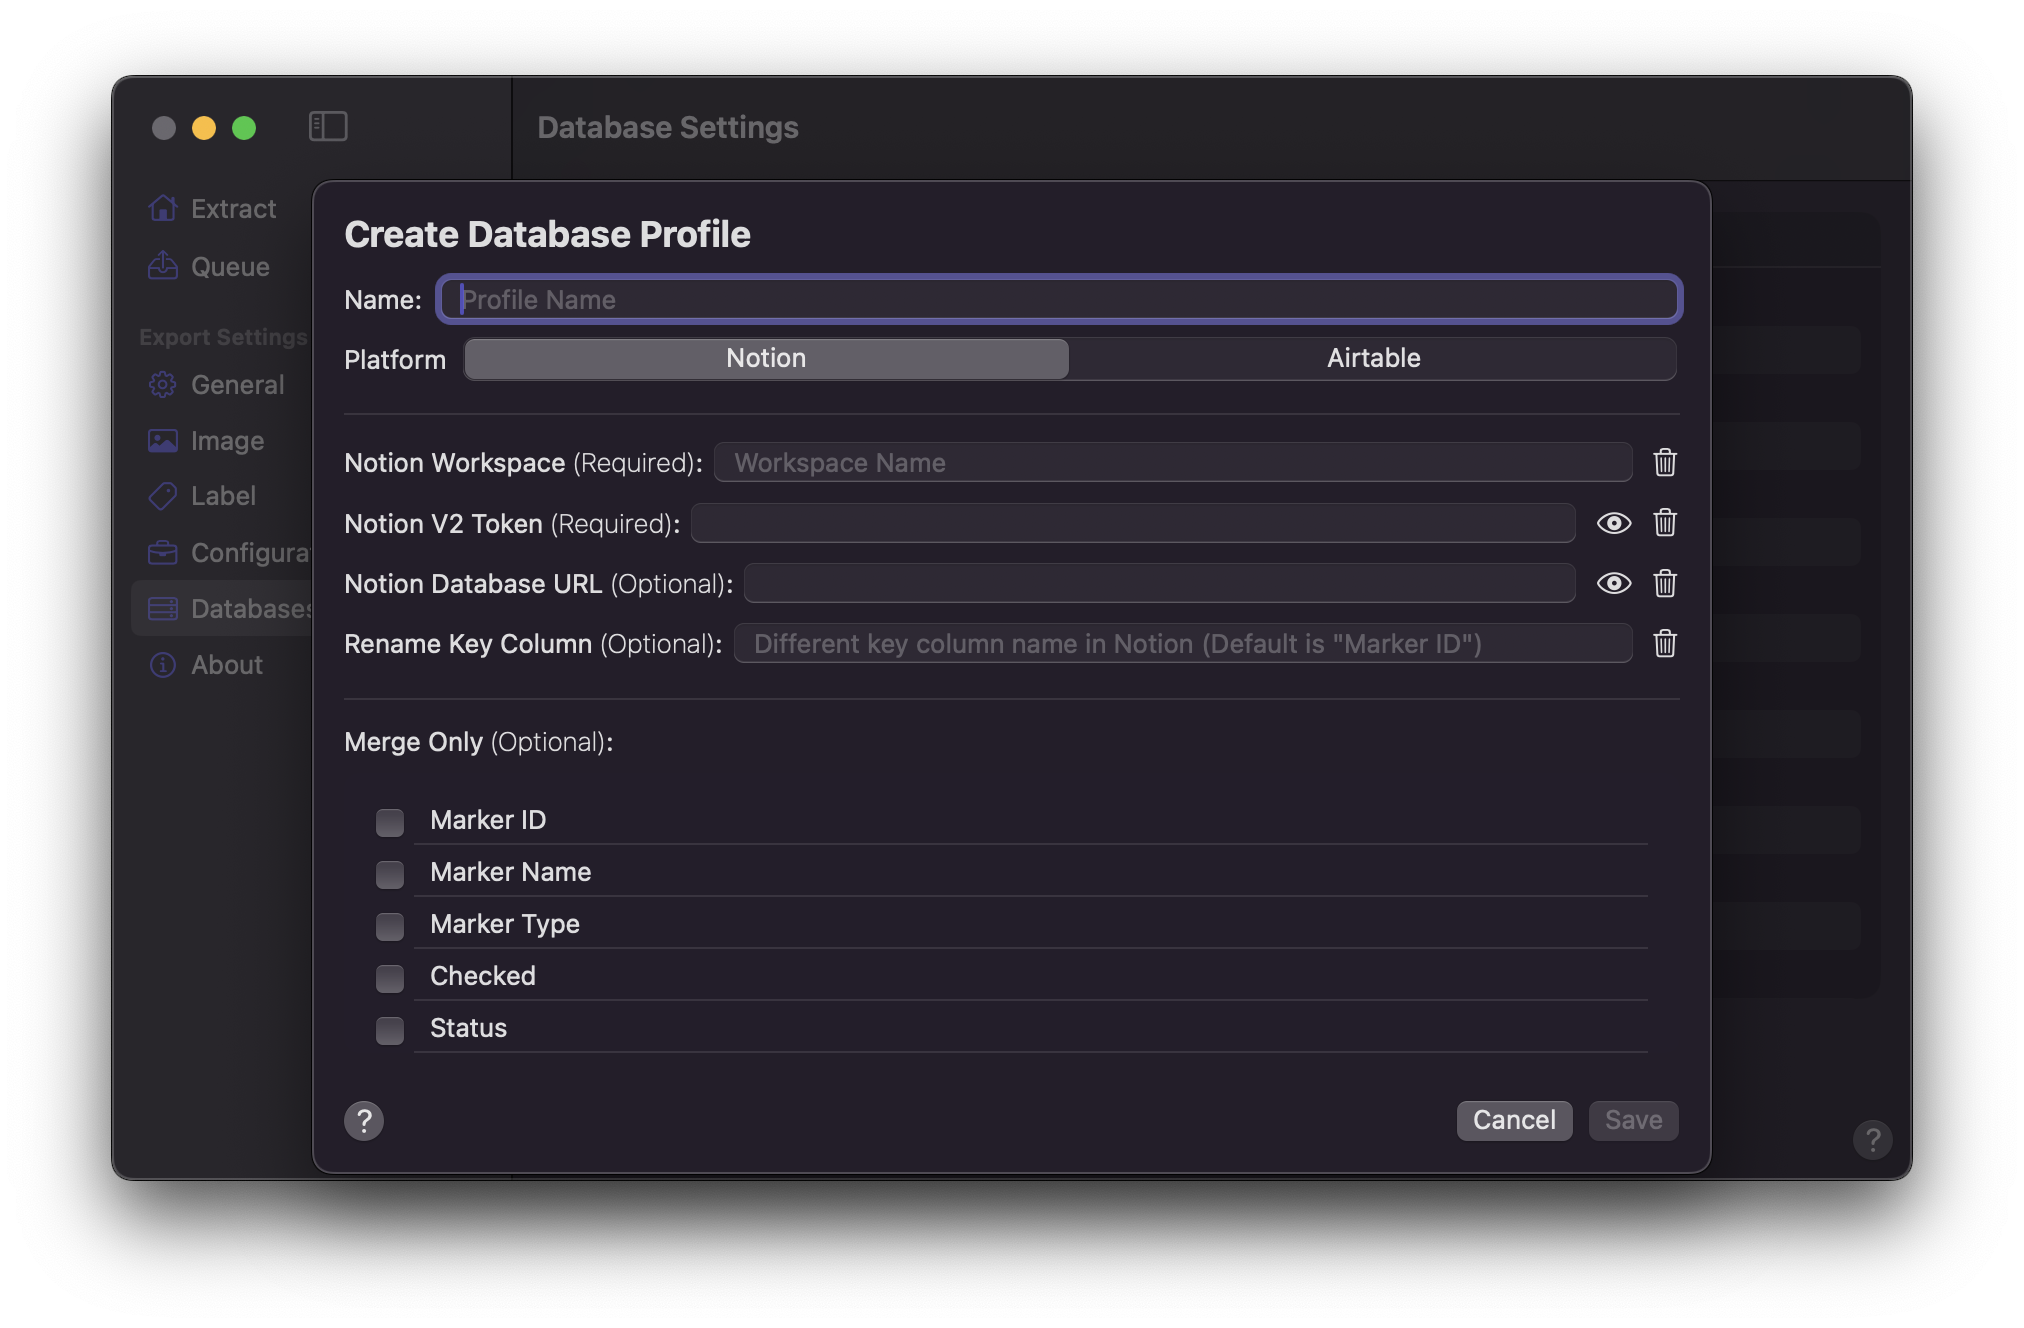 Database Settings
Extract
Queue
Export Settings
General
Image
Label
Configura
Databases
About
Create Database Profile
Name: Profile Name
Platform Notion Airtable
Notion Workspace (Required): Workspace Name
Notion V2 Token (Required):
Notion Database URL (Optional):
Rename Key Column (Optional): Different key column name in Notion (Default is "Marker ID")
Merge Only (Optional):
Marker ID
Marker Name
Marker Type
Checked
Status
? Cancel Save
?